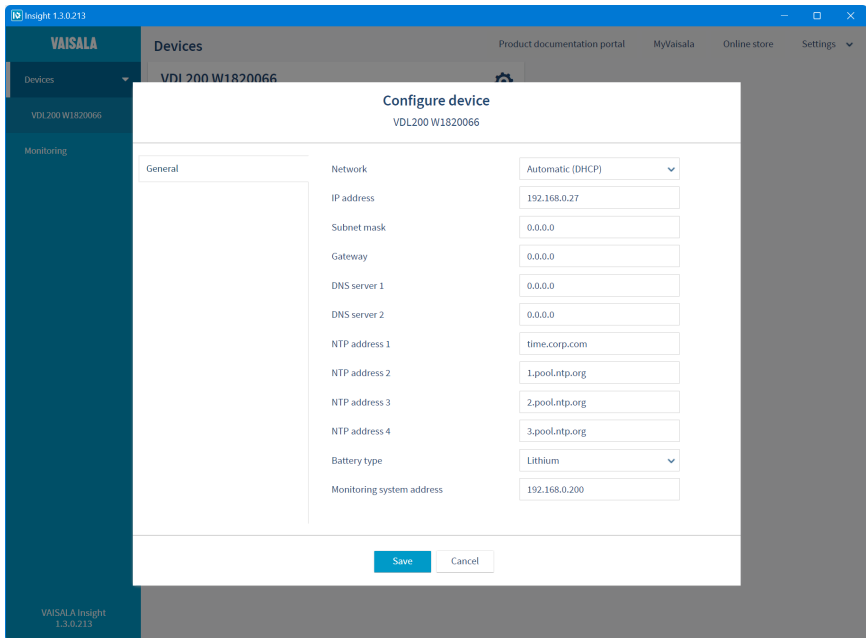 Insight 1.3.0.213
VAISALA
Devices
Product documentation portal MyVaisala Online store Settings
Devices
VDL200 W1820066
Monitoring
VAISALA Insight
1.3.0.213
VDL200 W1820066
Configure device
VDL200 W1820066
General
Network Automatic (DHCP)
IP address 192.168.0.27
Subnet mask 0.0.0.0
Gateway 0.0.0.0
DNS server 1 0.0.0.0
DNS server 2 0.0.0.0
NTP address 1 time.corp.com
NTP address 2 1.pool.ntp.org
NTP address 3 2.pool.ntp.org
NTP address 4 3.pool.ntp.org
Battery type Lithium
Monitoring system address 192.168.0.200
Save Cancel